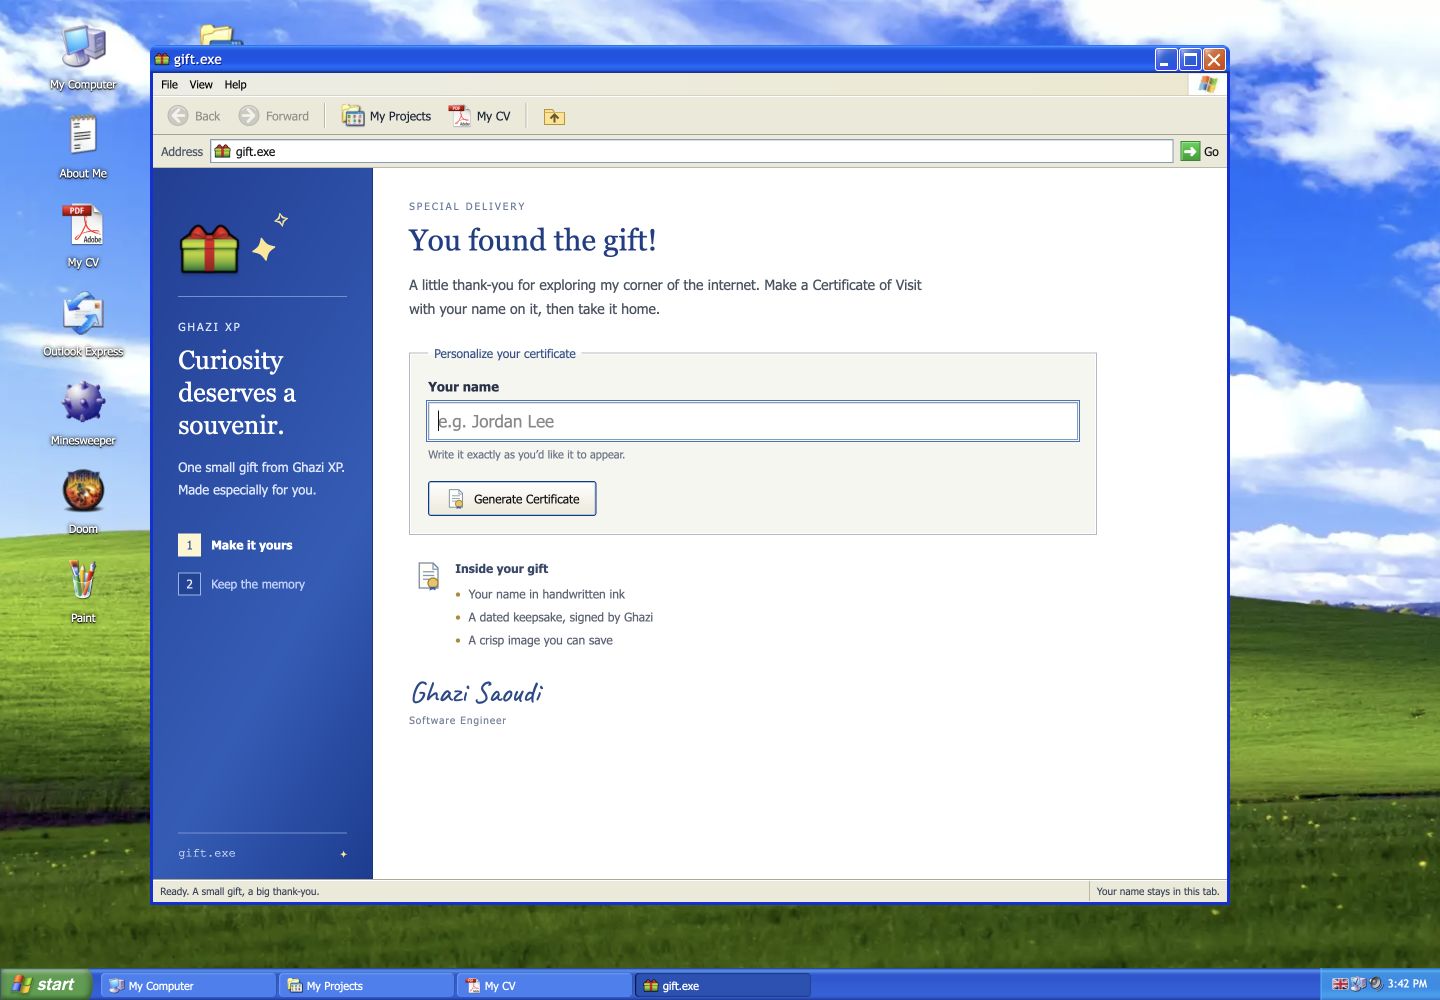 My Computer
About Me
PDF
Adobe
My CV
Outlook Express
Minesweeper
Doom
Paint
gift.exe
File View Help
Back Forward My Projects My CV
Address gift.exe Go
GHAZI XP
Curiosity
deserves a
souvenir.
One small gift from Ghazi XP.
Made especially for you.
1 Make it yours
2 Keep the memory
gift.exe
SPECIAL DELIVERY
You found the gift!
A little thank-you for exploring my corner of the internet. Make a Certificate of Visit
with your name on it, then take it home.
Personalize your certificate
Your name
e.g. Jordan Lee
Write it exactly as you’d like it to appear.
Generate Certificate
Inside your gift
• Your name in handwritten ink
• A dated keepsake, signed by Ghazi
• A crisp image you can save
Ghazi Saoudi
Software Engineer
Ready. A small gift, a big thank-you. Your name stays in this tab.
start My Computer My Projects My CV gift.exe 3:42 PM